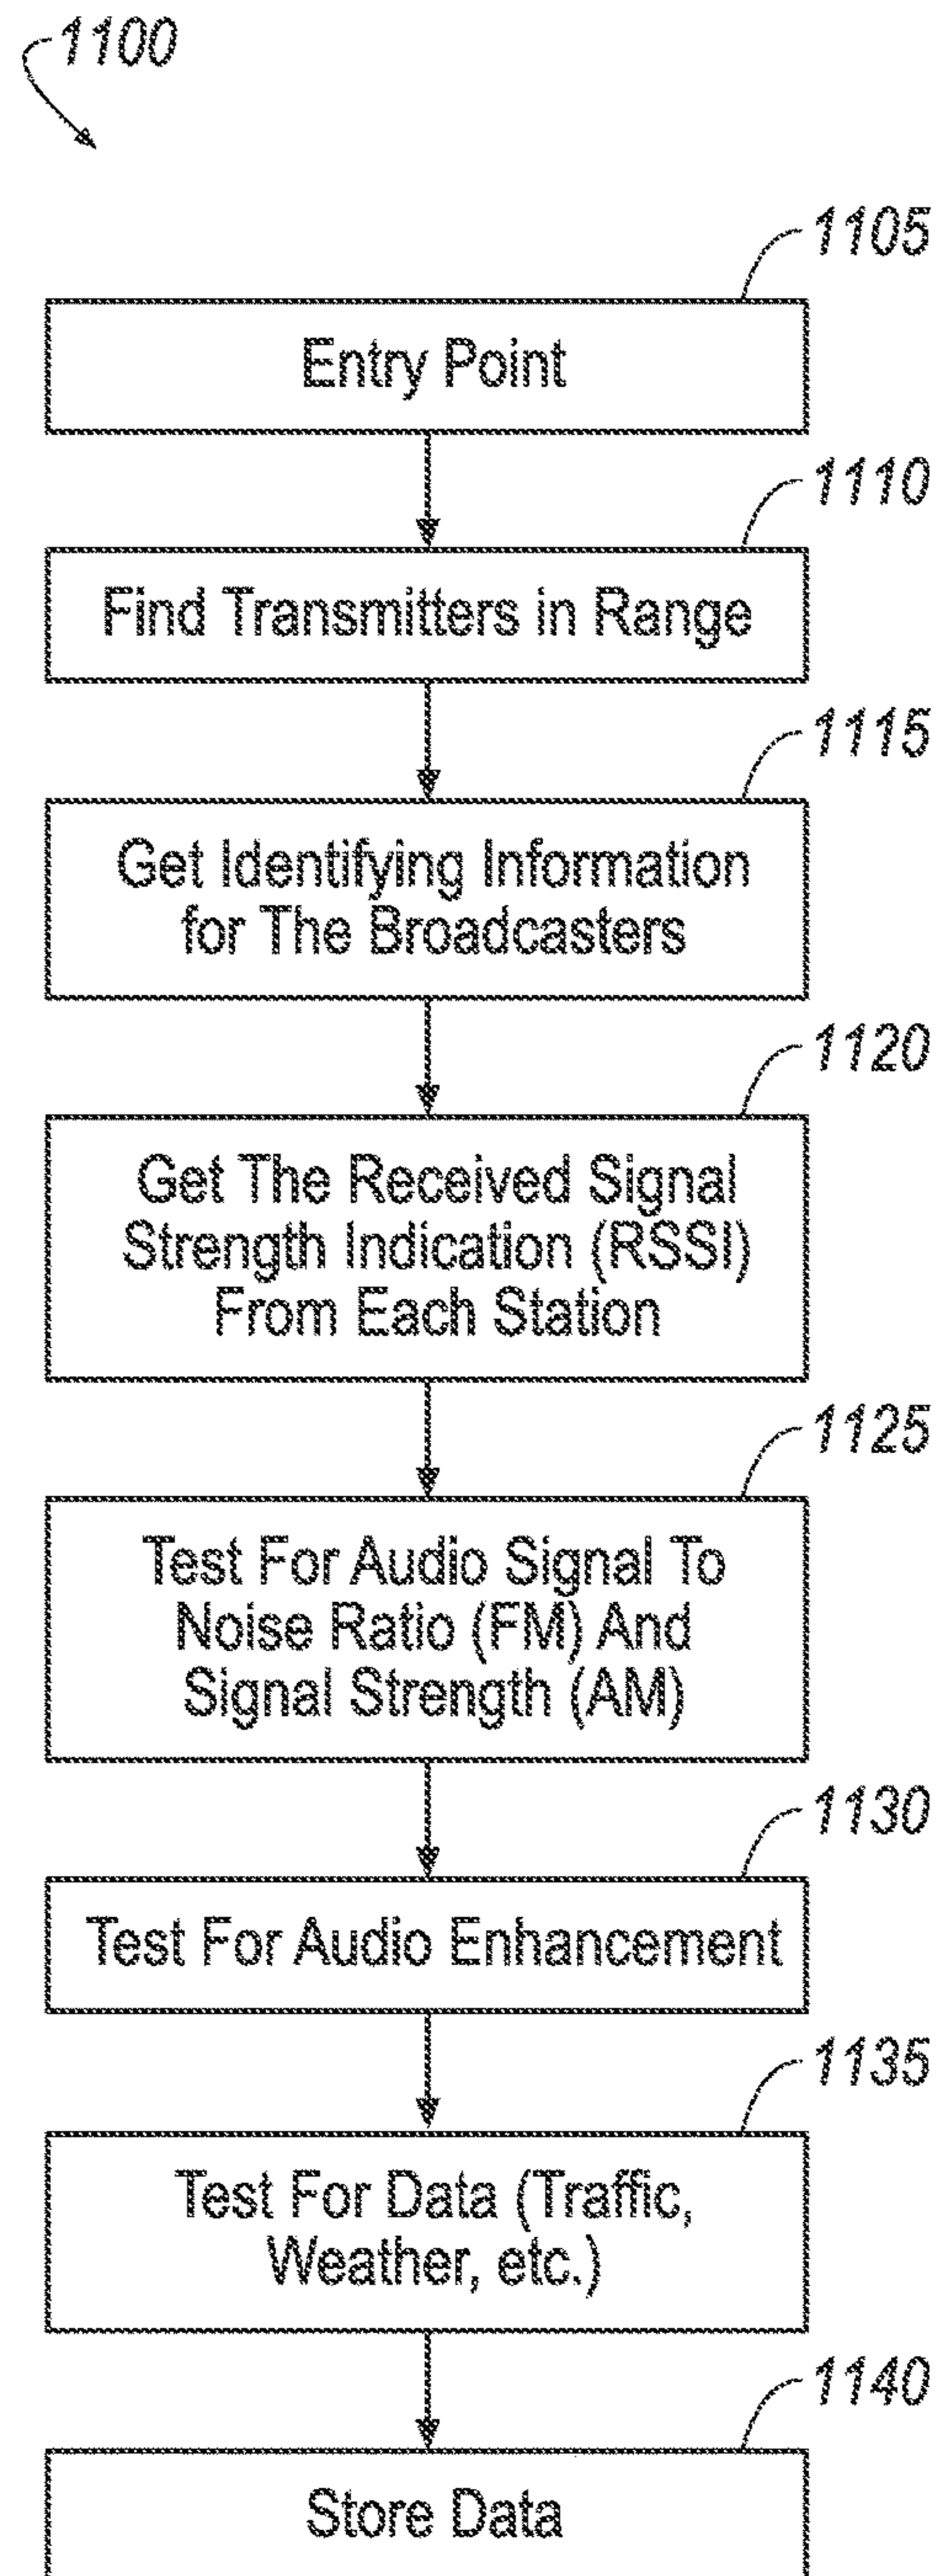 1100
1105
Entry Point
1110
Find Transmitters in Range
1115
Get Identifying Information
for The Broadcasters
1120
Get The Received Signal
Strength Indication (RSSI)
From Each Station
1125
Test For Audio Signal To
Noise Ratio (FM) And
Signal Strength (AM)
1130
Test For Audio Enhancement
1135
Test For Data (Traffic,
Weather, etc.)
1140
Store Data